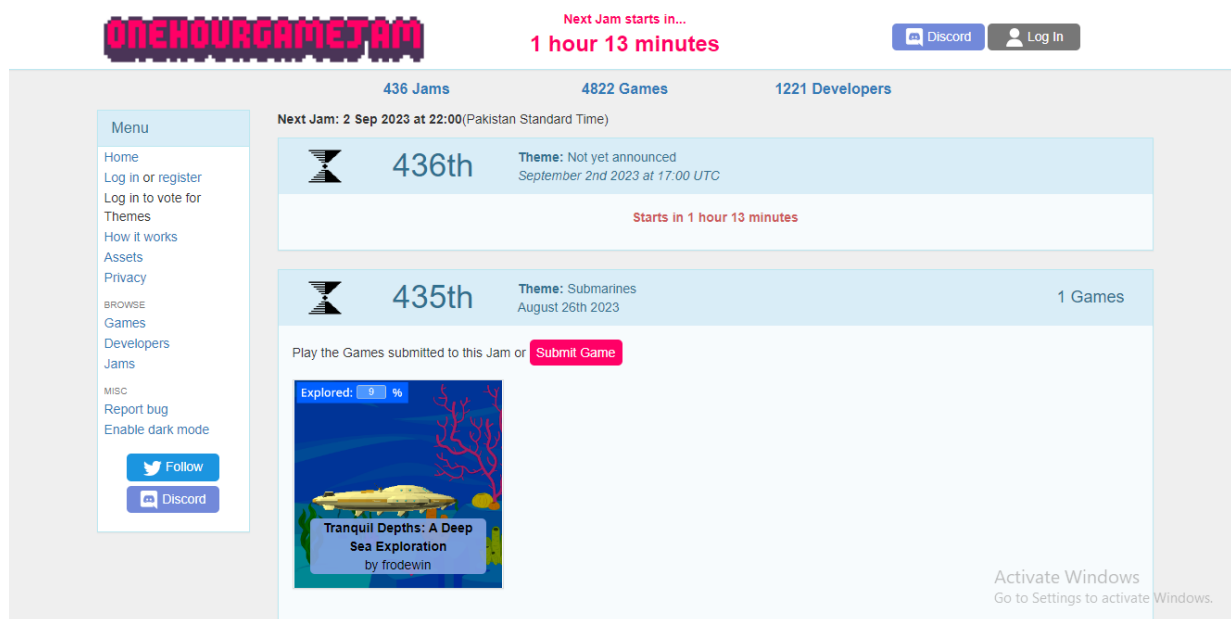 ONEHOURGAMEJAM
Next Jam starts in...
1 hour 13 minutes
Discord
Log In
436 Jams
4822 Games
1221 Developers
Menu
Home
Log in or register
Log in to vote for
Themes
How it works
Assets
Privacy
BROWSE
Games
Developers
Jams
MISC
Report bug
Enable dark mode
Follow
Discord
Next Jam: 2 Sep 2023 at 22:00(Pakistan Standard Time)
436th
Theme: Not yet announced
September 2nd 2023 at 17:00 UTC
Starts in 1 hour 13 minutes
435th
Theme: Submarines
August 26th 2023
1 Games
Play the Games submitted to this Jam or Submit Game
Explored: 9 %
Tranquil Depths: A Deep
Sea Exploration
by frodewin
Activate Windows
Go to Settings to activate Windows.